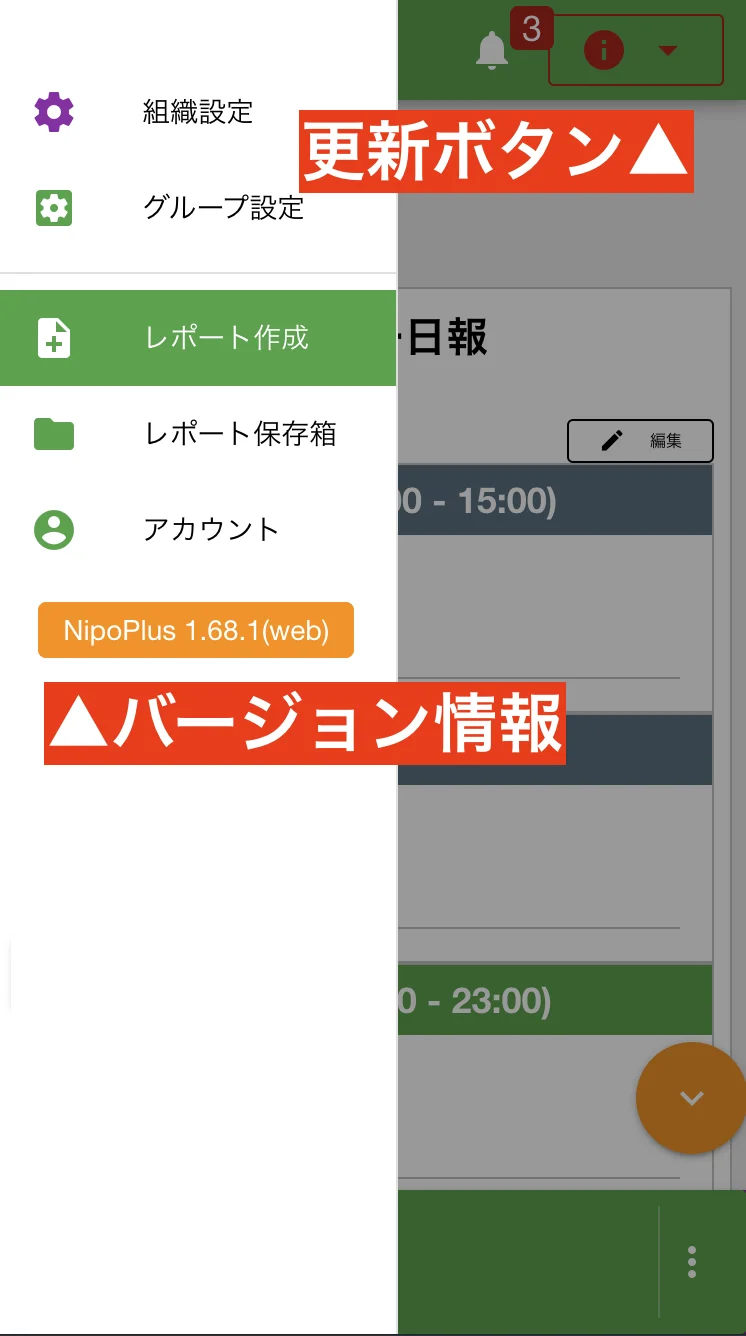 3
組織設定
更新ボタン▲
グループ設定
日報
レポート作成
レポート保存箱
編集
0 - 15:00)
アカウント
NipoPlus 1.68.1(web)
▲バージョン情報
0 - 23:00)